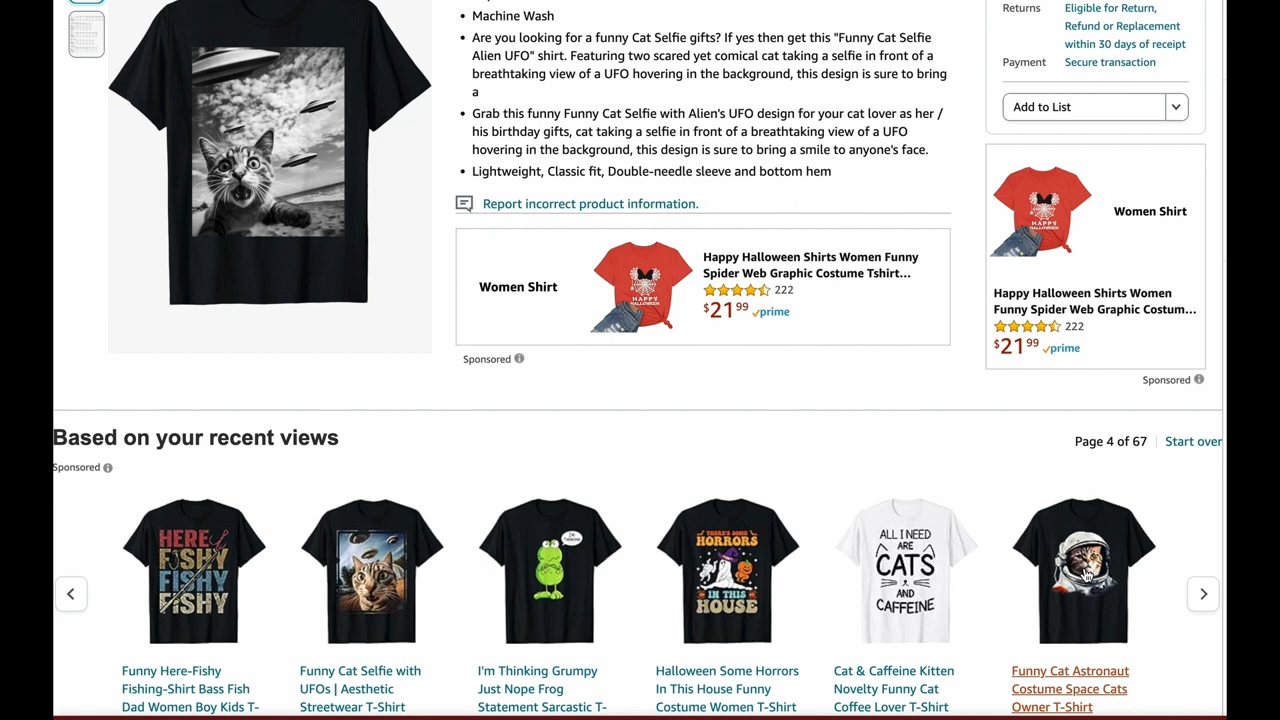 Machine Wash
Are you looking for a funny Cat Selfie gifts? If yes then get this "Funny Cat Selfie
Alien UFO" shirt. Featuring two scared yet comical cat taking a selfie in front of a
breathtaking view of a UFO hovering in the background, this design is sure to bring
a
Grab this funny Funny Cat Selfie with Alien's UFO design for your cat lover as her /
his birthday gifts, cat taking a selfie in front of a breathtaking view of a UFO
hovering in the background, this design is sure to bring a smile to anyone's face.
Lightweight, Classic fit, Double-needle sleeve and bottom hem
Report incorrect product information.
Women Shirt
HAPPY
HALLOWEEN
Happy Halloween Shirts Women Funny
Spider Web Graphic Costume Tshirt...
222
$21.99 prime
Sponsored
Returns
Eligible for Return,
Refund or Replacement
within 30 days of receipt
Payment
Secure transaction
Add to List
HAPPY
HALLOWEEN
Women Shirt
Happy Halloween Shirts Women
Funny Spider Web Graphic Costum...
222
$21.99 prime
Sponsored
Based on your recent views
Page 4 of 67
Start over
Sponsored
HERE
FISHY
FISHY
FISHY
I'm Thinking
THERE'S SOME
HORRORS
IN THIS
HOUSE
ALL I NEED
ARE
CATS
AND
CAFFEINE
Funny Here-Fishy
Fishing-Shirt Bass Fish
Dad Women Boy Kids T-
Funny Cat Selfie with
UFOs | Aesthetic
Streetwear T-Shirt
I'm Thinking Grumpy
Just Nope Frog
Statement Sarcastic T-
Halloween Some Horrors
In This House Funny
Costume Women T-Shirt
Cat & Caffeine Kitten
Novelty Funny Cat
Coffee Lover T-Shirt
Funny Cat Astronaut
Costume Space Cats
Owner T-Shirt